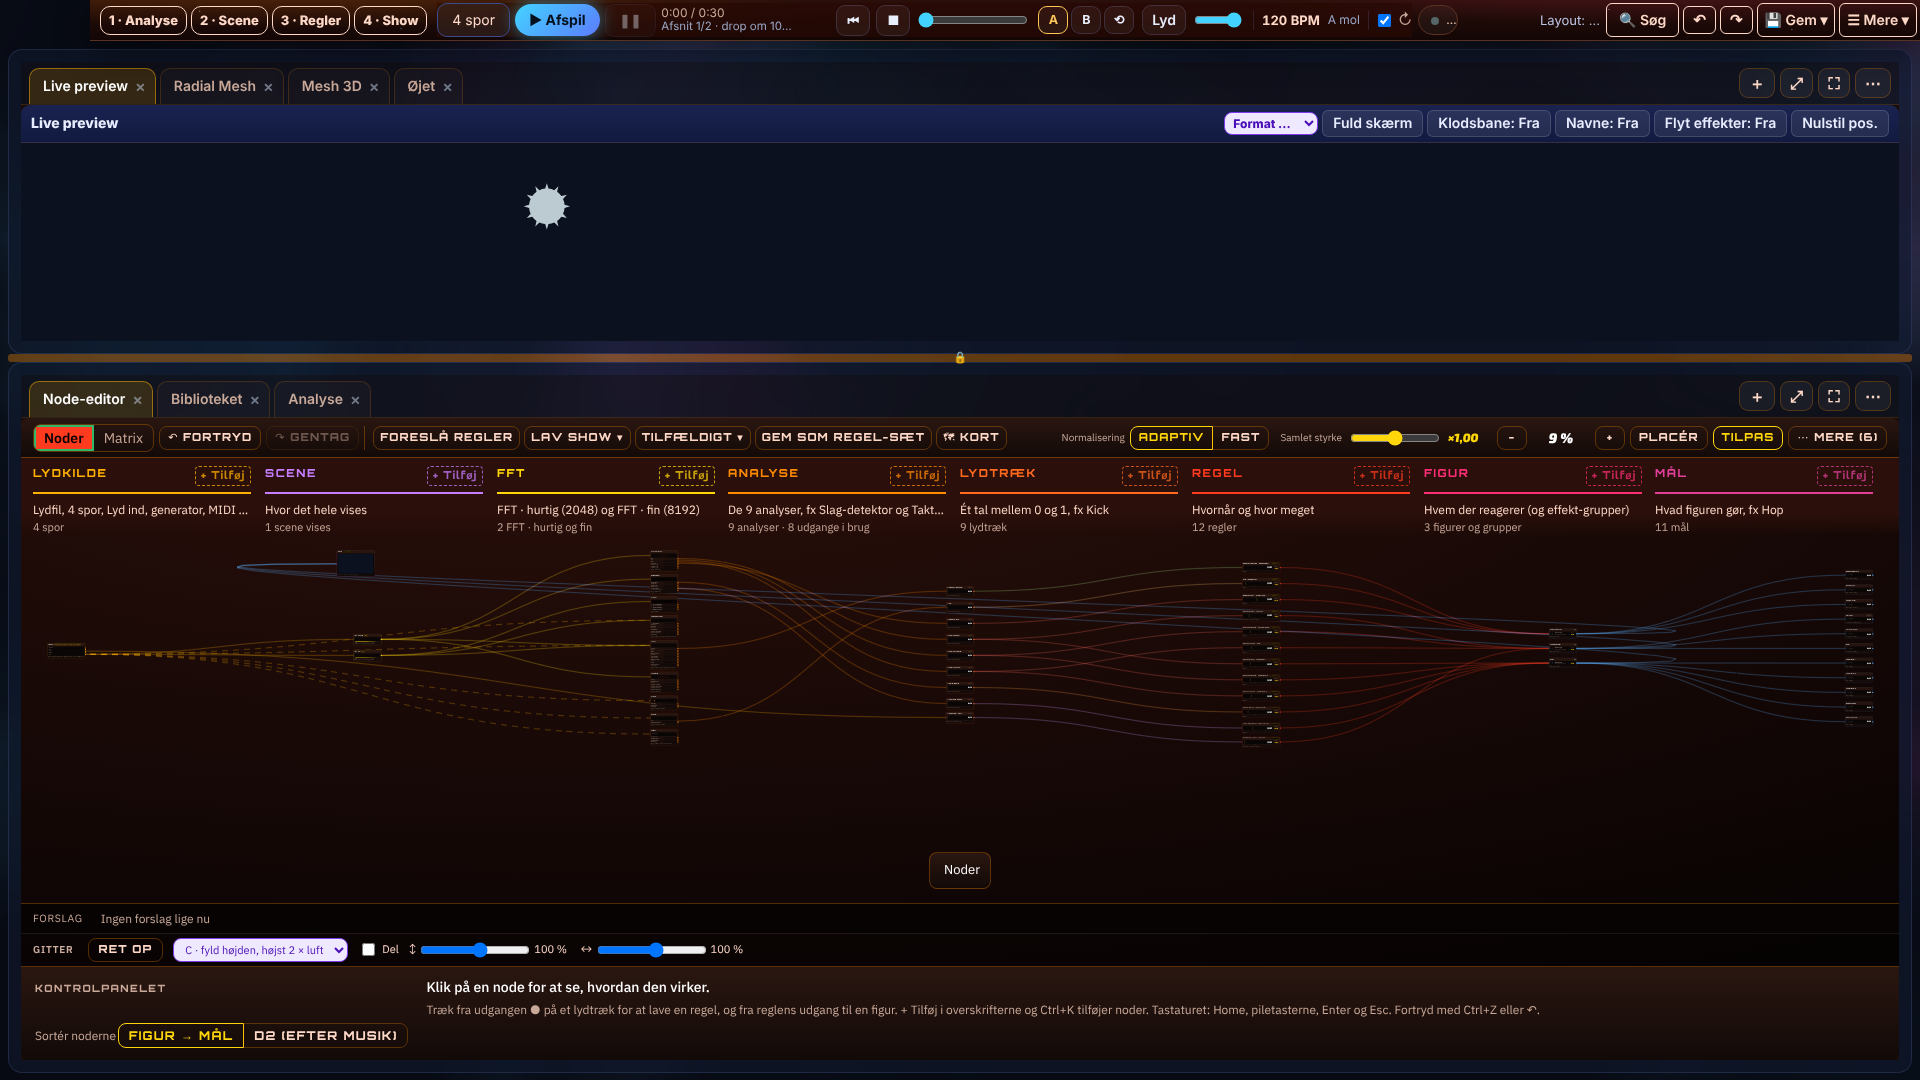 1 · Analyse 2 · Scene 3 · Regler 4 · Show 4 spor ▶ Afspil ❚❚ 0:00 / 0:30 ⏮ ■ A B ⟲ Lyd 120 BPM A mol ↻ ... Layout: ... 🔍 Søg ↶ ↷ 💾 Gem ▾ ☰ Mere ▾
Afsnit 1/2 · drop om 10...
Live preview × Radial Mesh × Mesh 3D × Øjet × + ⤢ ⛶ ⋯
Live preview Format ... Fuld skærm Klodsbane: Fra Navne: Fra Flyt effekter: Fra Nulstil pos.
🔒
Node-editor × Biblioteket × Analyse × + ⤢ ⛶ ⋯
Noder Matrix ↶ FORTRYD ↷ GENTAG FORESLÅ REGLER LAV SHOW ▾ TILFÆLDIGT ▾ GEM SOM REGEL-SÆT 🗺 KORT Normalisering ADAPTIV FAST Samlet styrke ×1,00 − 9 % + PLACÉR TILPAS ⋯ MERE (6)
LYDKILDE + Tilføj SCENE + Tilføj FFT + Tilføj ANALYSE + Tilføj LYDTRÆK + Tilføj REGEL + Tilføj FIGUR + Tilføj MÅL + Tilføj
Lydfil, 4 spor, Lyd ind, generator, MIDI ... Hvor det hele vises FFT · hurtig (2048) og FFT · fin (8192) De 9 analyser, fx Slag-detektor og Takt... Ét tal mellem 0 og 1, fx Kick Hvornår og hvor meget Hvem der reagerer (og effekt-grupper) Hvad figuren gør, fx Hop
4 spor 1 scene vises 2 FFT · hurtig og fin 9 analyser · 8 udgange i brug 9 lydtræk 12 regler 3 figurer og grupper 11 mål
Noder
FORSLAG Ingen forslag lige nu
GITTER RET OP C · fyld højden, højst 2 × luft Del ↕ 100 % ↔ 100 %
KONTROLPANELET Klik på en node for at se, hvordan den virker.
Træk fra udgangen ● på et lydtræk for at lave en regel, og fra reglens udgang til en figur. + Tilføj i overskrifterne og Ctrl+K tilføjer noder. Tastaturet: Home, piletasterne, Enter og Esc. Fortryd med Ctrl+Z eller ↶.
Sortér noderne FIGUR → MÅL D2 (EFTER MUSIK)